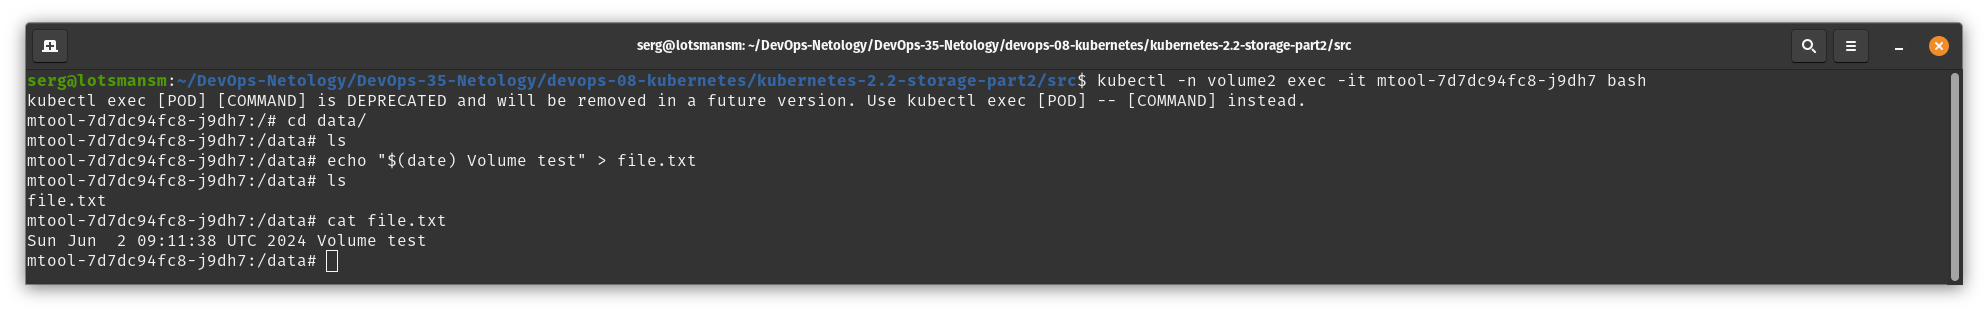 serg@lotsmansm: ~/DevOps-Netology/DevOps-35-Netology/devops-08-kubernetes/kubernetes-2.2-storage-part2/src
serg@lotsmansm:~/DevOps-Netology/DevOps-35-Netology/devops-08-kubernetes/kubernetes-2.2-storage-part2/src$ kubectl -n volume2 exec -it mtool-7d7dc94fc8-j9dh7 bash
kubectl exec [POD] [COMMAND] is DEPRECATED and will be removed in a future version. Use kubectl exec [POD] -- [COMMAND] instead.
mtool-7d7dc94fc8-j9dh7:/# cd data/
mtool-7d7dc94fc8-j9dh7:/data# ls
mtool-7d7dc94fc8-j9dh7:/data# echo "$(date) Volume test" > file.txt
mtool-7d7dc94fc8-j9dh7:/data# ls
file.txt
mtool-7d7dc94fc8-j9dh7:/data# cat file.txt
Sun Jun  2 09:11:38 UTC 2024 Volume test
mtool-7d7dc94fc8-j9dh7:/data#